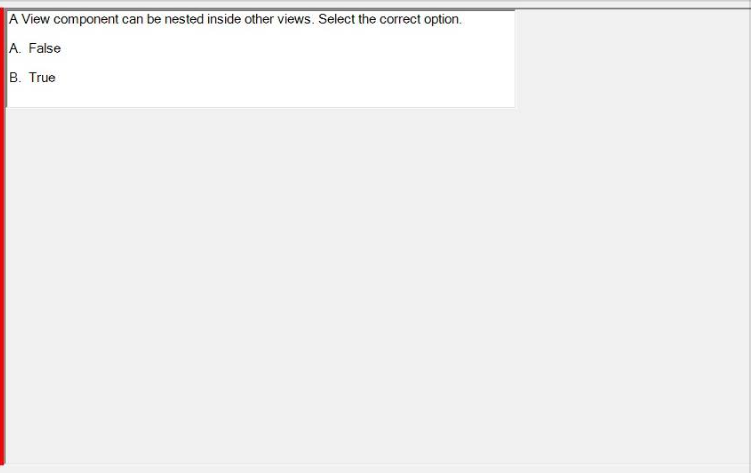 A View component can be nested inside other views. Select the correct option.
A. False
B. True